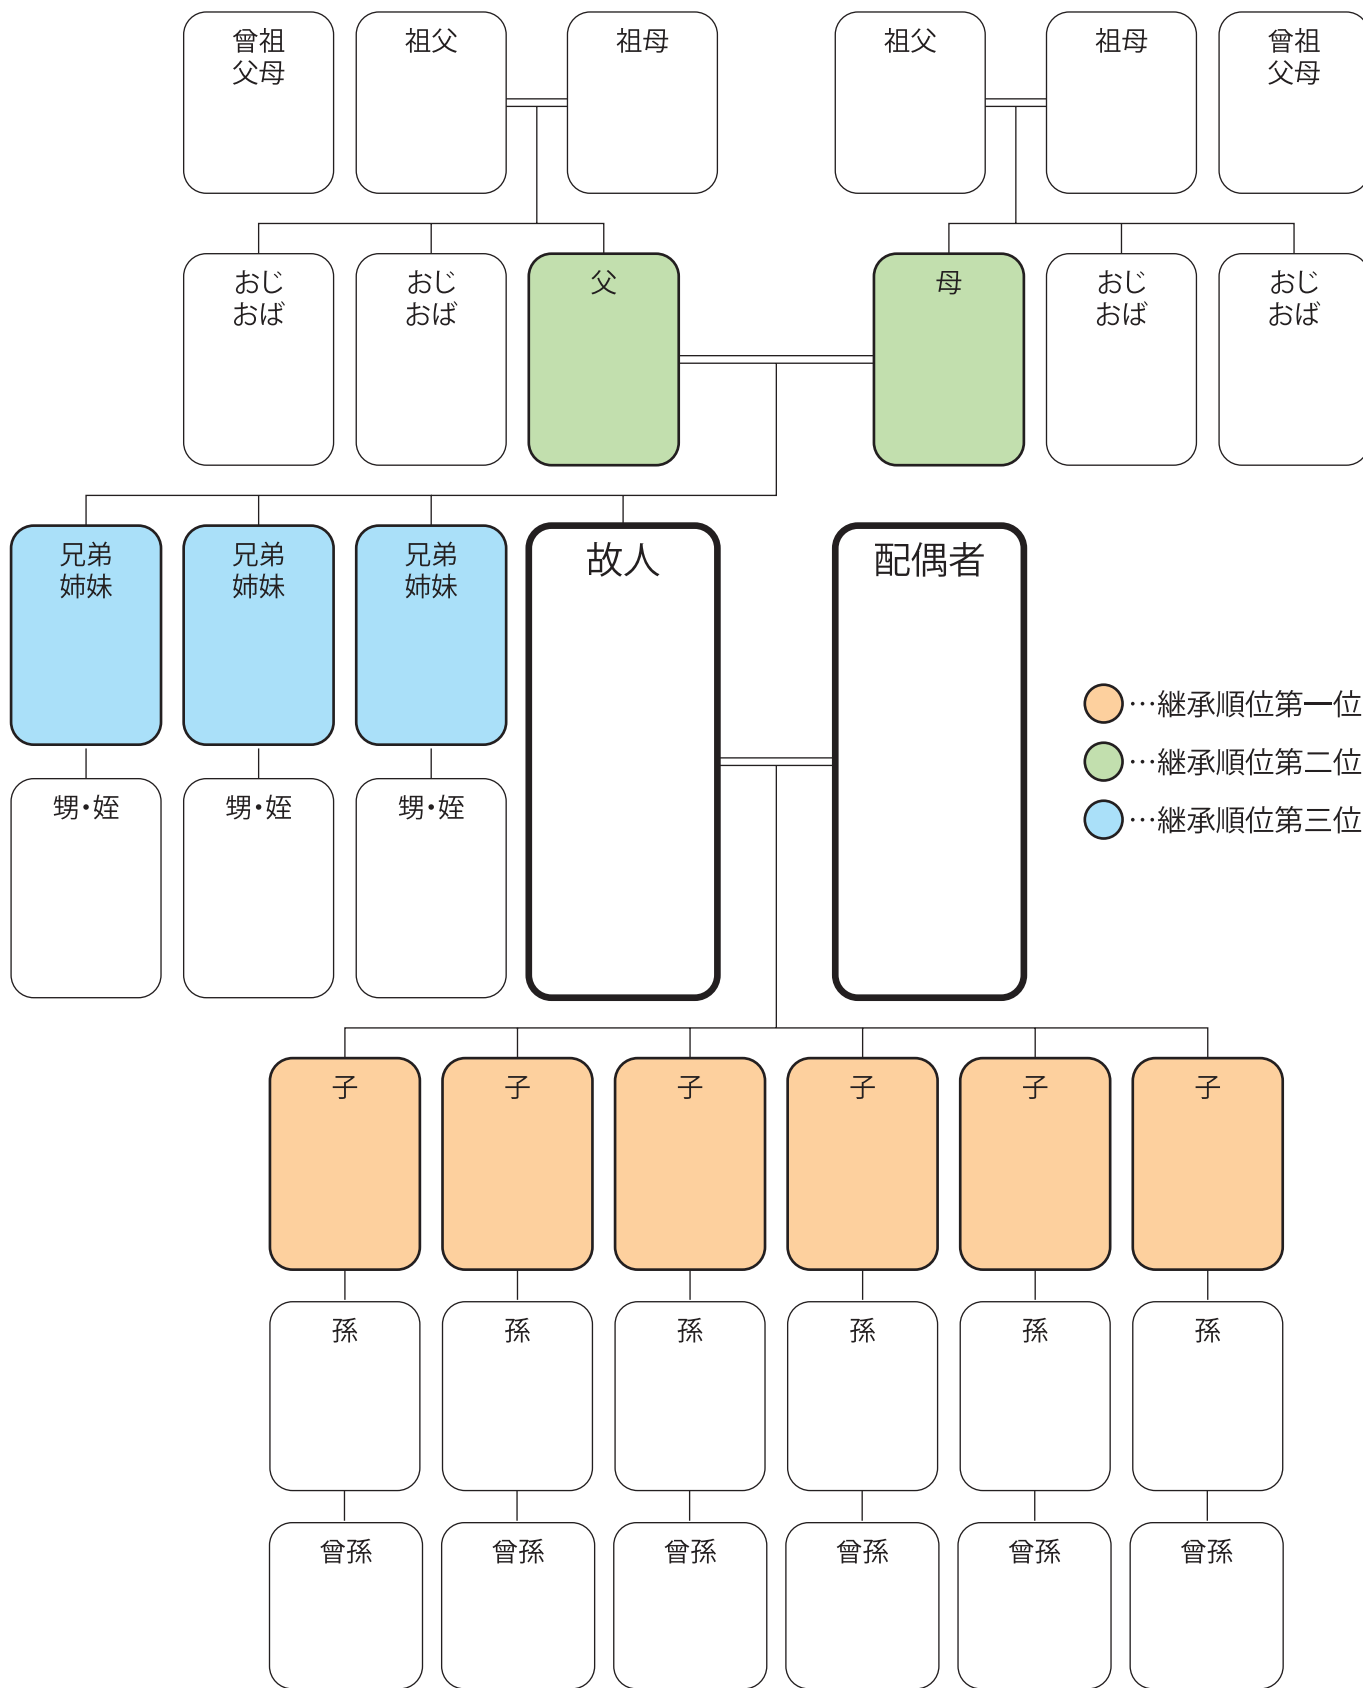 曾祖
父母
祖父
祖母
祖父
祖母
曾祖
父母
おじ
おば
おじ
おば
父
母
おじ
おば
おじ
おば
兄弟
姉妹
兄弟
姉妹
兄弟
姉妹
故人
配偶者
…継承順位第一位
…継承順位第二位
…継承順位第三位
甥・姪
甥・姪
甥・姪
子
子
子
子
子
子
孫
孫
孫
孫
孫
孫
曾孫
曾孫
曾孫
曾孫
曾孫
曾孫